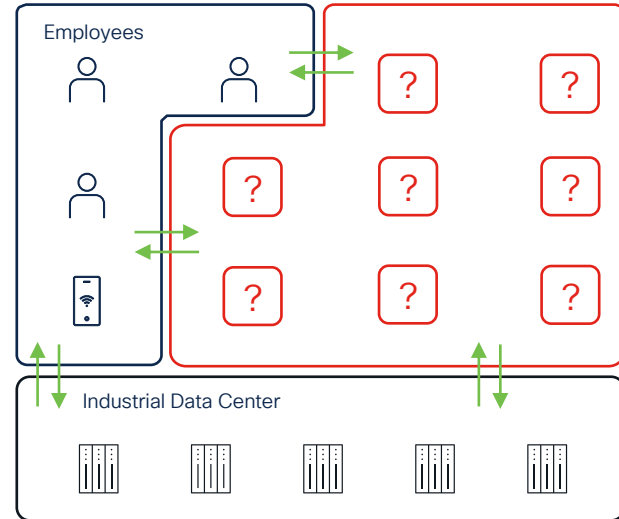 Employees
? ?
? ? ?
? ? ?
Industrial Data Center